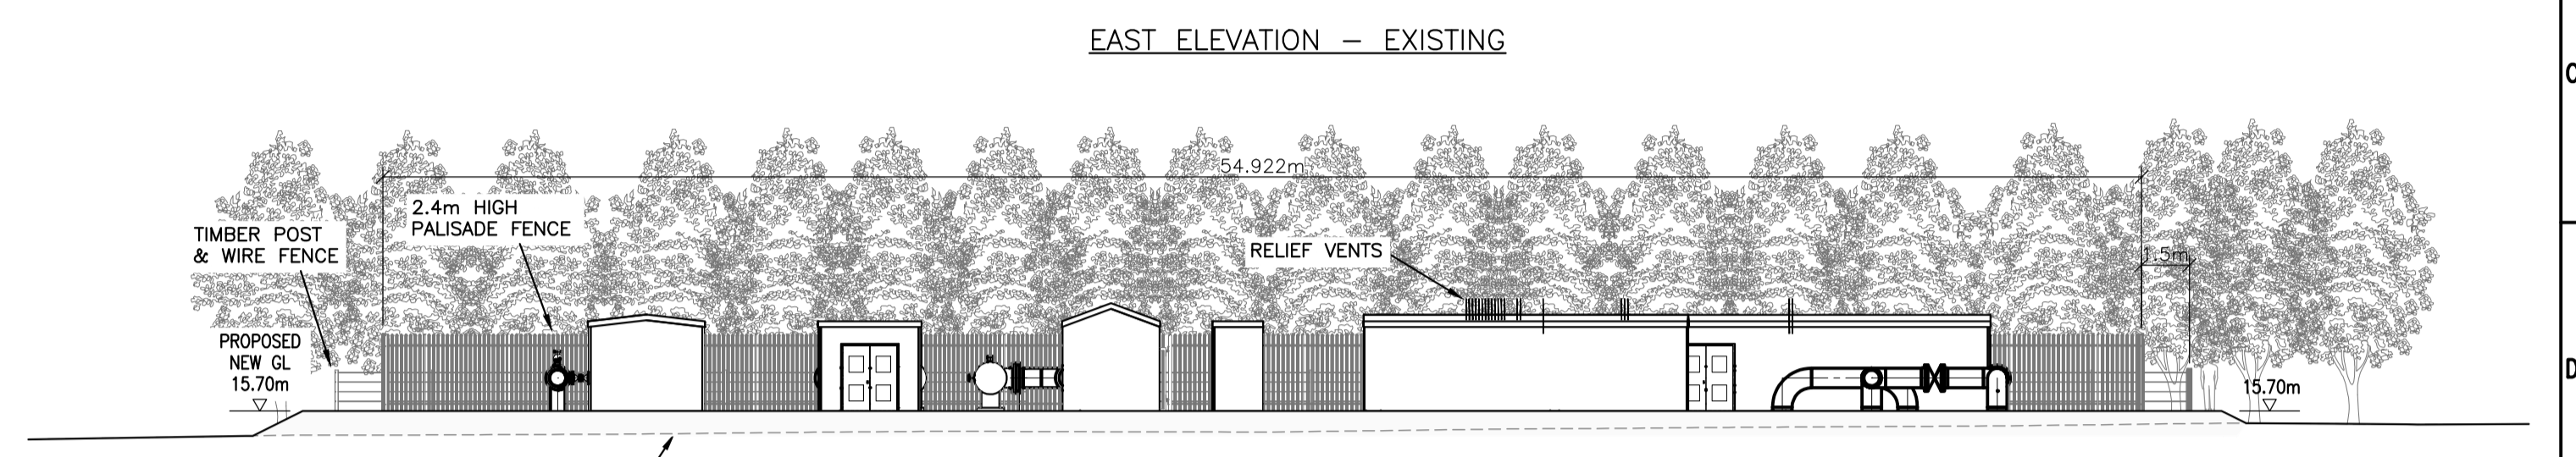 EAST ELEVATION – EXISTING
54.922m
2.4m HIGH
PALISADE FENCE
TIMBER POST
& WIRE FENCE
RELIEF VENTS
1.5m
PROPOSED
NEW GL
15.70m
15.70m
D